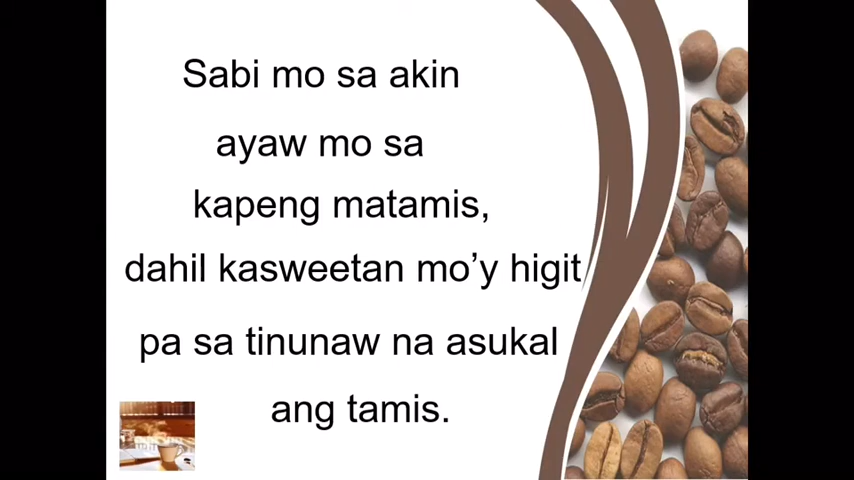 Sabi mo sa akin
ayaw mo sa
kapeng matamis,
dahil kasweetan mo’y higit
pa sa tinunaw na asukal
ang tamis.